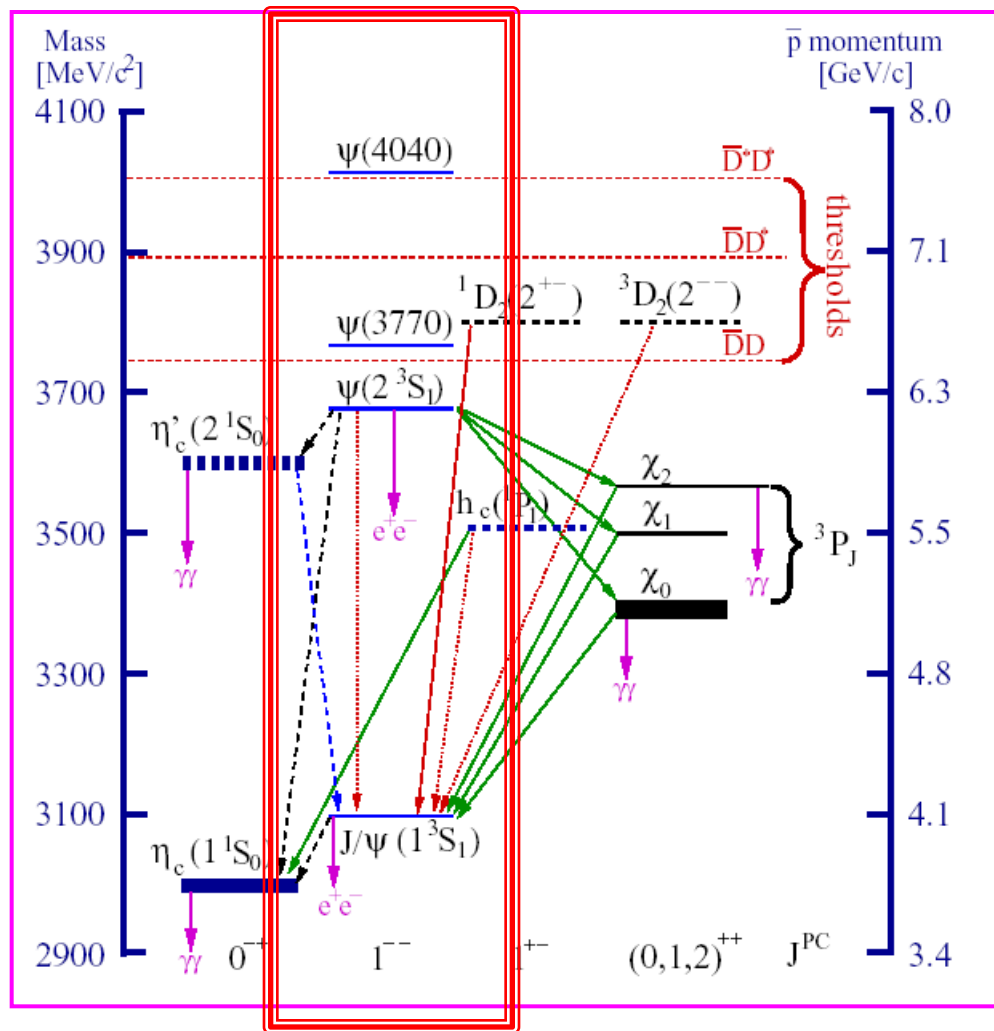 Mass
[MeV/c²]
p̄ momentum
[GeV/c]
4100
8.0
ψ(4040)
D̄*D*
thresholds
3900
D̄D*
7.1
¹D₂(2⁺⁻)
³D₂(2⁻⁻)
ψ(3770)
D̄D
3700
ψ(2 ³S₁)
6.3
η'c(2 ¹S₀)
χ₂
e⁺e⁻
hc(¹P₁)
3500
χ₁
³PJ
5.5
γγ
γγ
χ₀
3300
γγ
4.8
3100
4.1
J/ψ (1³S₁)
ηc(1 ¹S₀)
e⁺e⁻
2900
γγ
0⁻⁺
1⁻⁻
1⁺⁻
(0,1,2)⁺⁺
J^PC
3.4